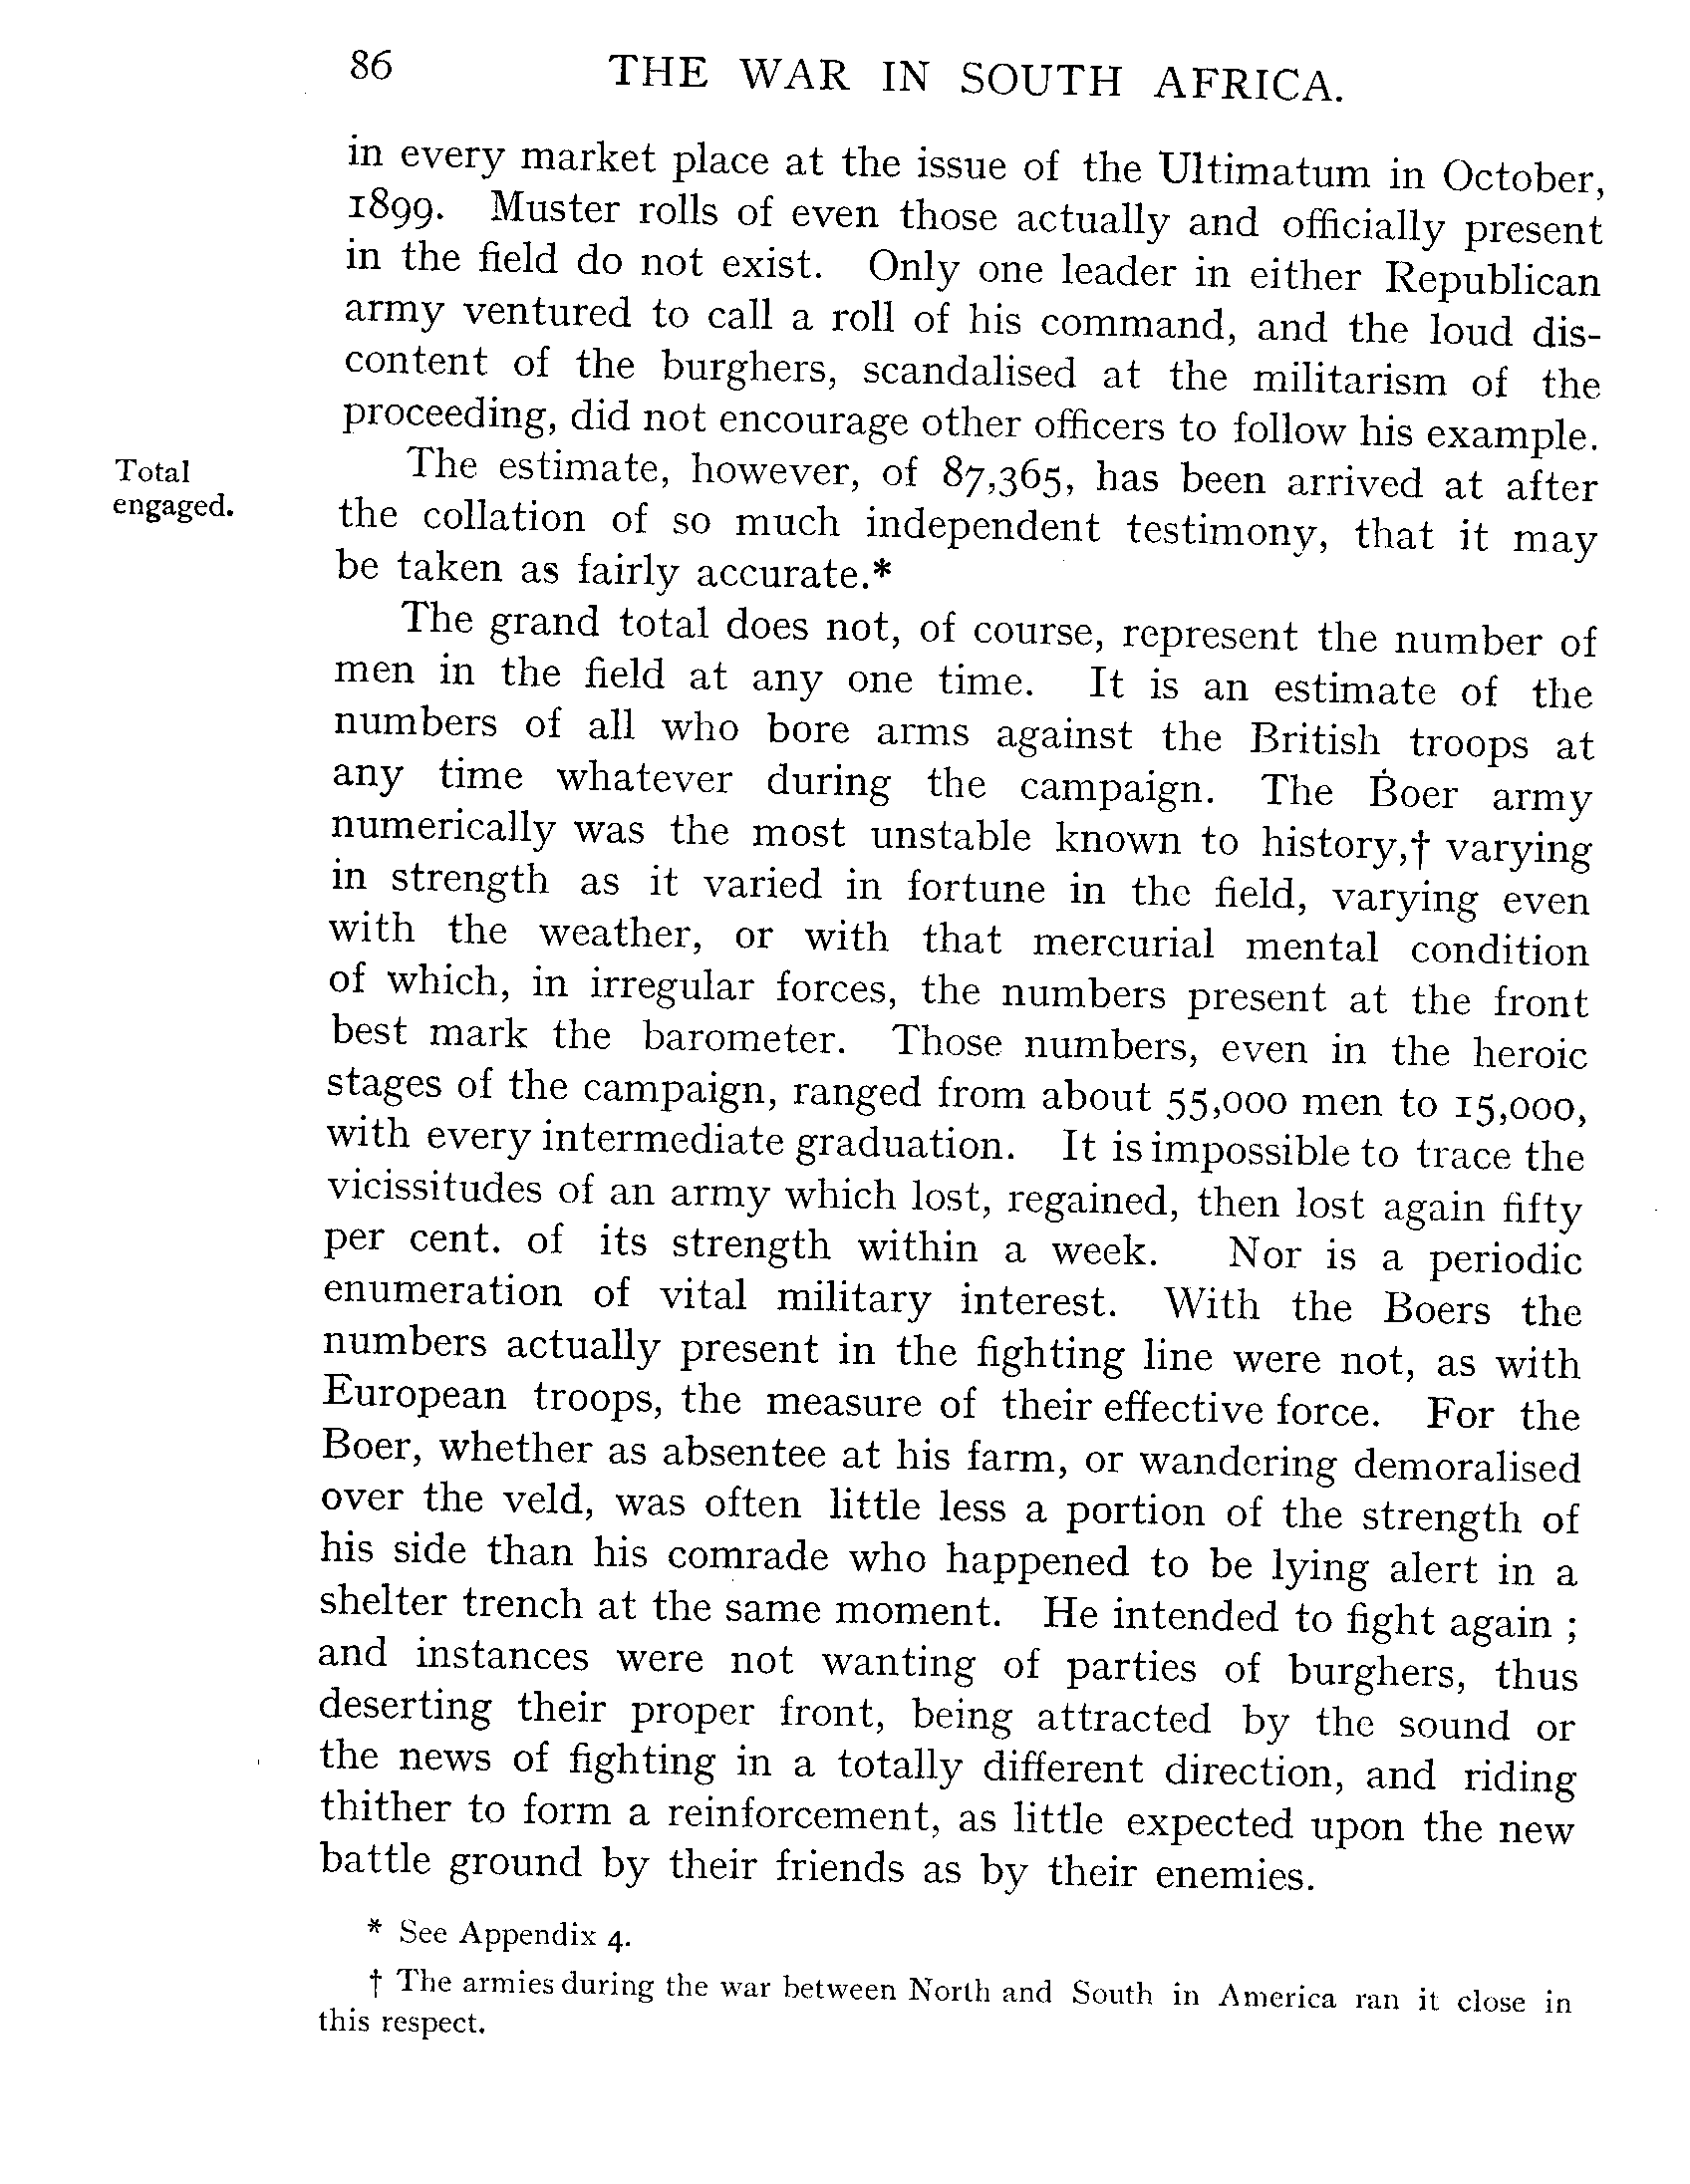 86 THE WAR IN SOUTH AFRICA.
in every market place at the issue of the Ultimatum in October,
1899. Muster rolls of even those actually and officially present
in the field do not exist. Only one leader in either Republican
army ventured to call a roll of his command, and the loud dis-
content of the burghers, scandalised at the militarism of the
proceeding, did not encourage other officers to follow his example.
Total
engaged.
The estimate, however, of 87,365, has been arrived at after
the collation of so much independent testimony, that it may
be taken as fairly accurate.*
The grand total does not, of course, represent the number of
men in the field at any one time. It is an estimate of the
numbers of all who bore arms against the British troops at
any time whatever during the campaign. The Boer army
numerically was the most unstable known to history,† varying
in strength as it varied in fortune in the field, varying even
with the weather, or with that mercurial mental condition
of which, in irregular forces, the numbers present at the front
best mark the barometer. Those numbers, even in the heroic
stages of the campaign, ranged from about 55,000 men to 15,000,
with every intermediate graduation. It is impossible to trace the
vicissitudes of an army which lost, regained, then lost again fifty
per cent. of its strength within a week. Nor is a periodic
enumeration of vital military interest. With the Boers the
numbers actually present in the fighting line were not, as with
European troops, the measure of their effective force. For the
Boer, whether as absentee at his farm, or wandering demoralised
over the veld, was often little less a portion of the strength of
his side than his comrade who happened to be lying alert in a
shelter trench at the same moment. He intended to fight again ;
and instances were not wanting of parties of burghers, thus
deserting their proper front, being attracted by the sound or
the news of fighting in a totally different direction, and riding
thither to form a reinforcement, as little expected upon the new
battle ground by their friends as by their enemies.
* See Appendix 4.
† The armies during the war between North and South in America ran it close in
this respect.